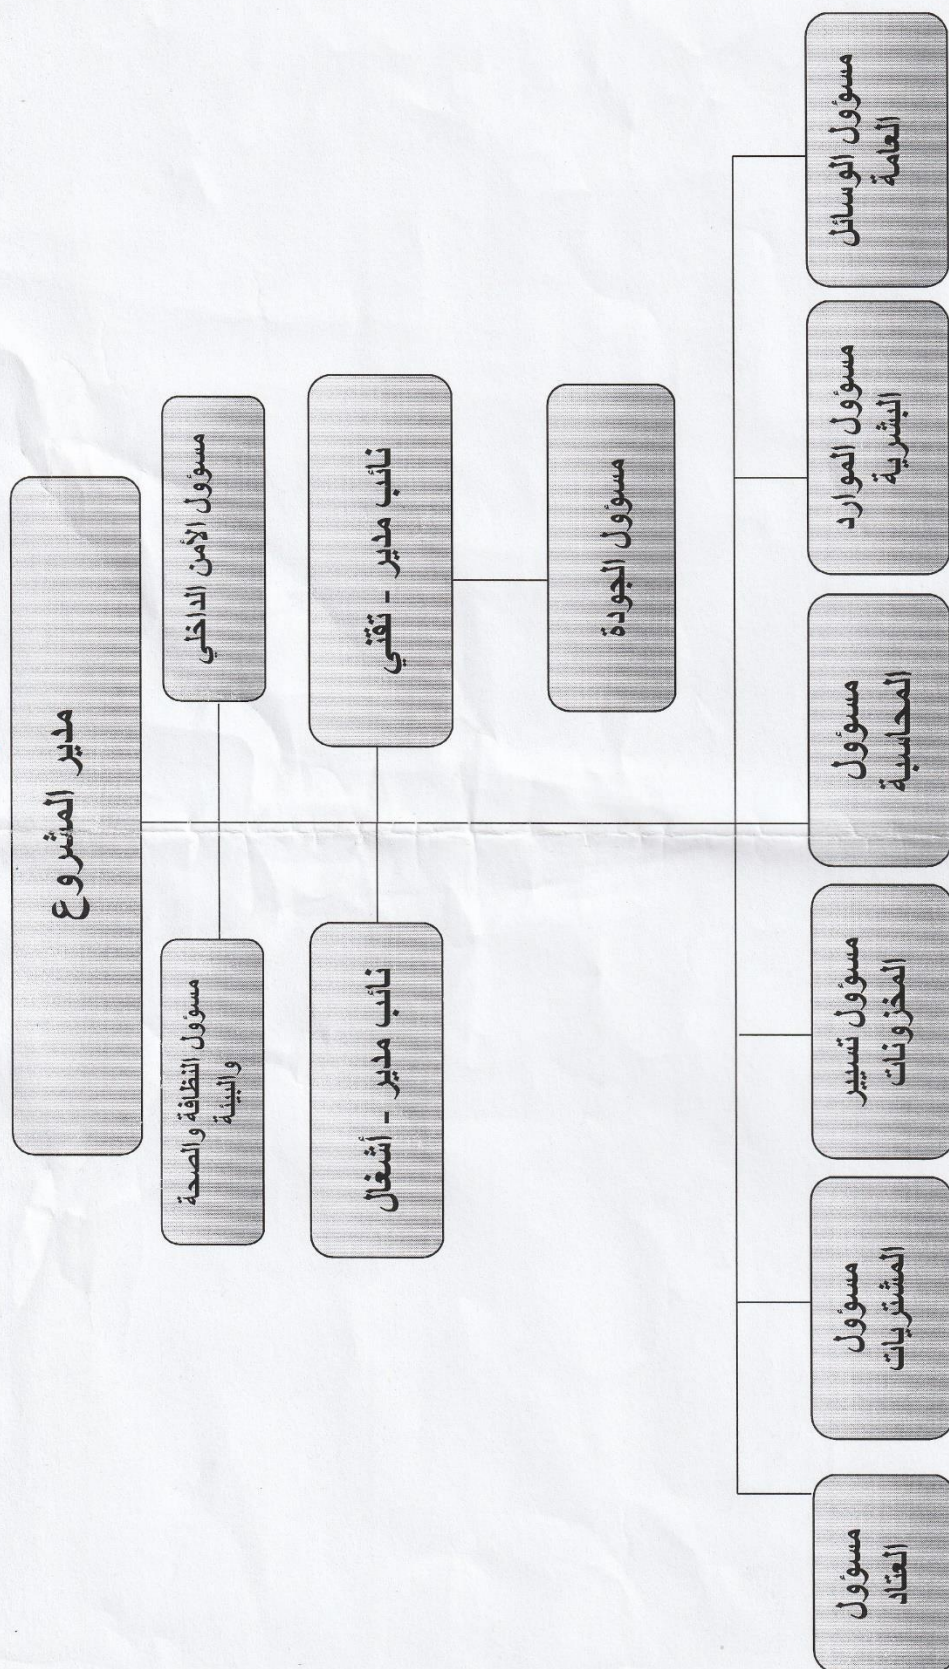 مدير المشروع
مسؤول الأمن الداخلي
مسؤول النظافة والصحة
والبيئة
نائب مدير - تقني
نائب مدير - أشغال
مسؤول الجودة
مسؤول الوسائل
العامة
مسؤول الموارد
البشرية
مسؤول
المحاسبة
مسؤول تسيير
المخزونات
مسؤول
المشتريات
مسؤول
العتاد